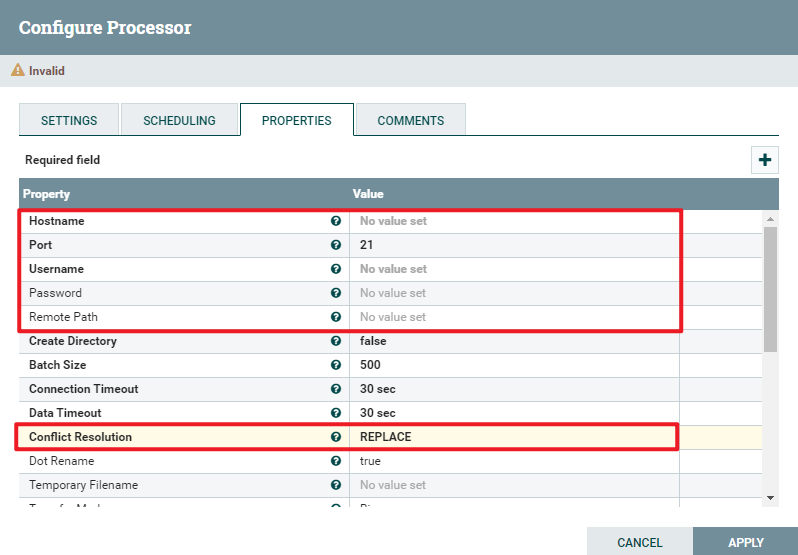 Configure Processor
Invalid
SETTINGS SCHEDULING PROPERTIES COMMENTS
Required field
Property Value
Hostname No value set
Port 21
Username No value set
Password No value set
Remote Path No value set
Create Directory false
Batch Size 500
Connection Timeout 30 sec
Data Timeout 30 sec
Conflict Resolution REPLACE
Dot Rename true
Temporary Filename No value set
CANCEL APPLY